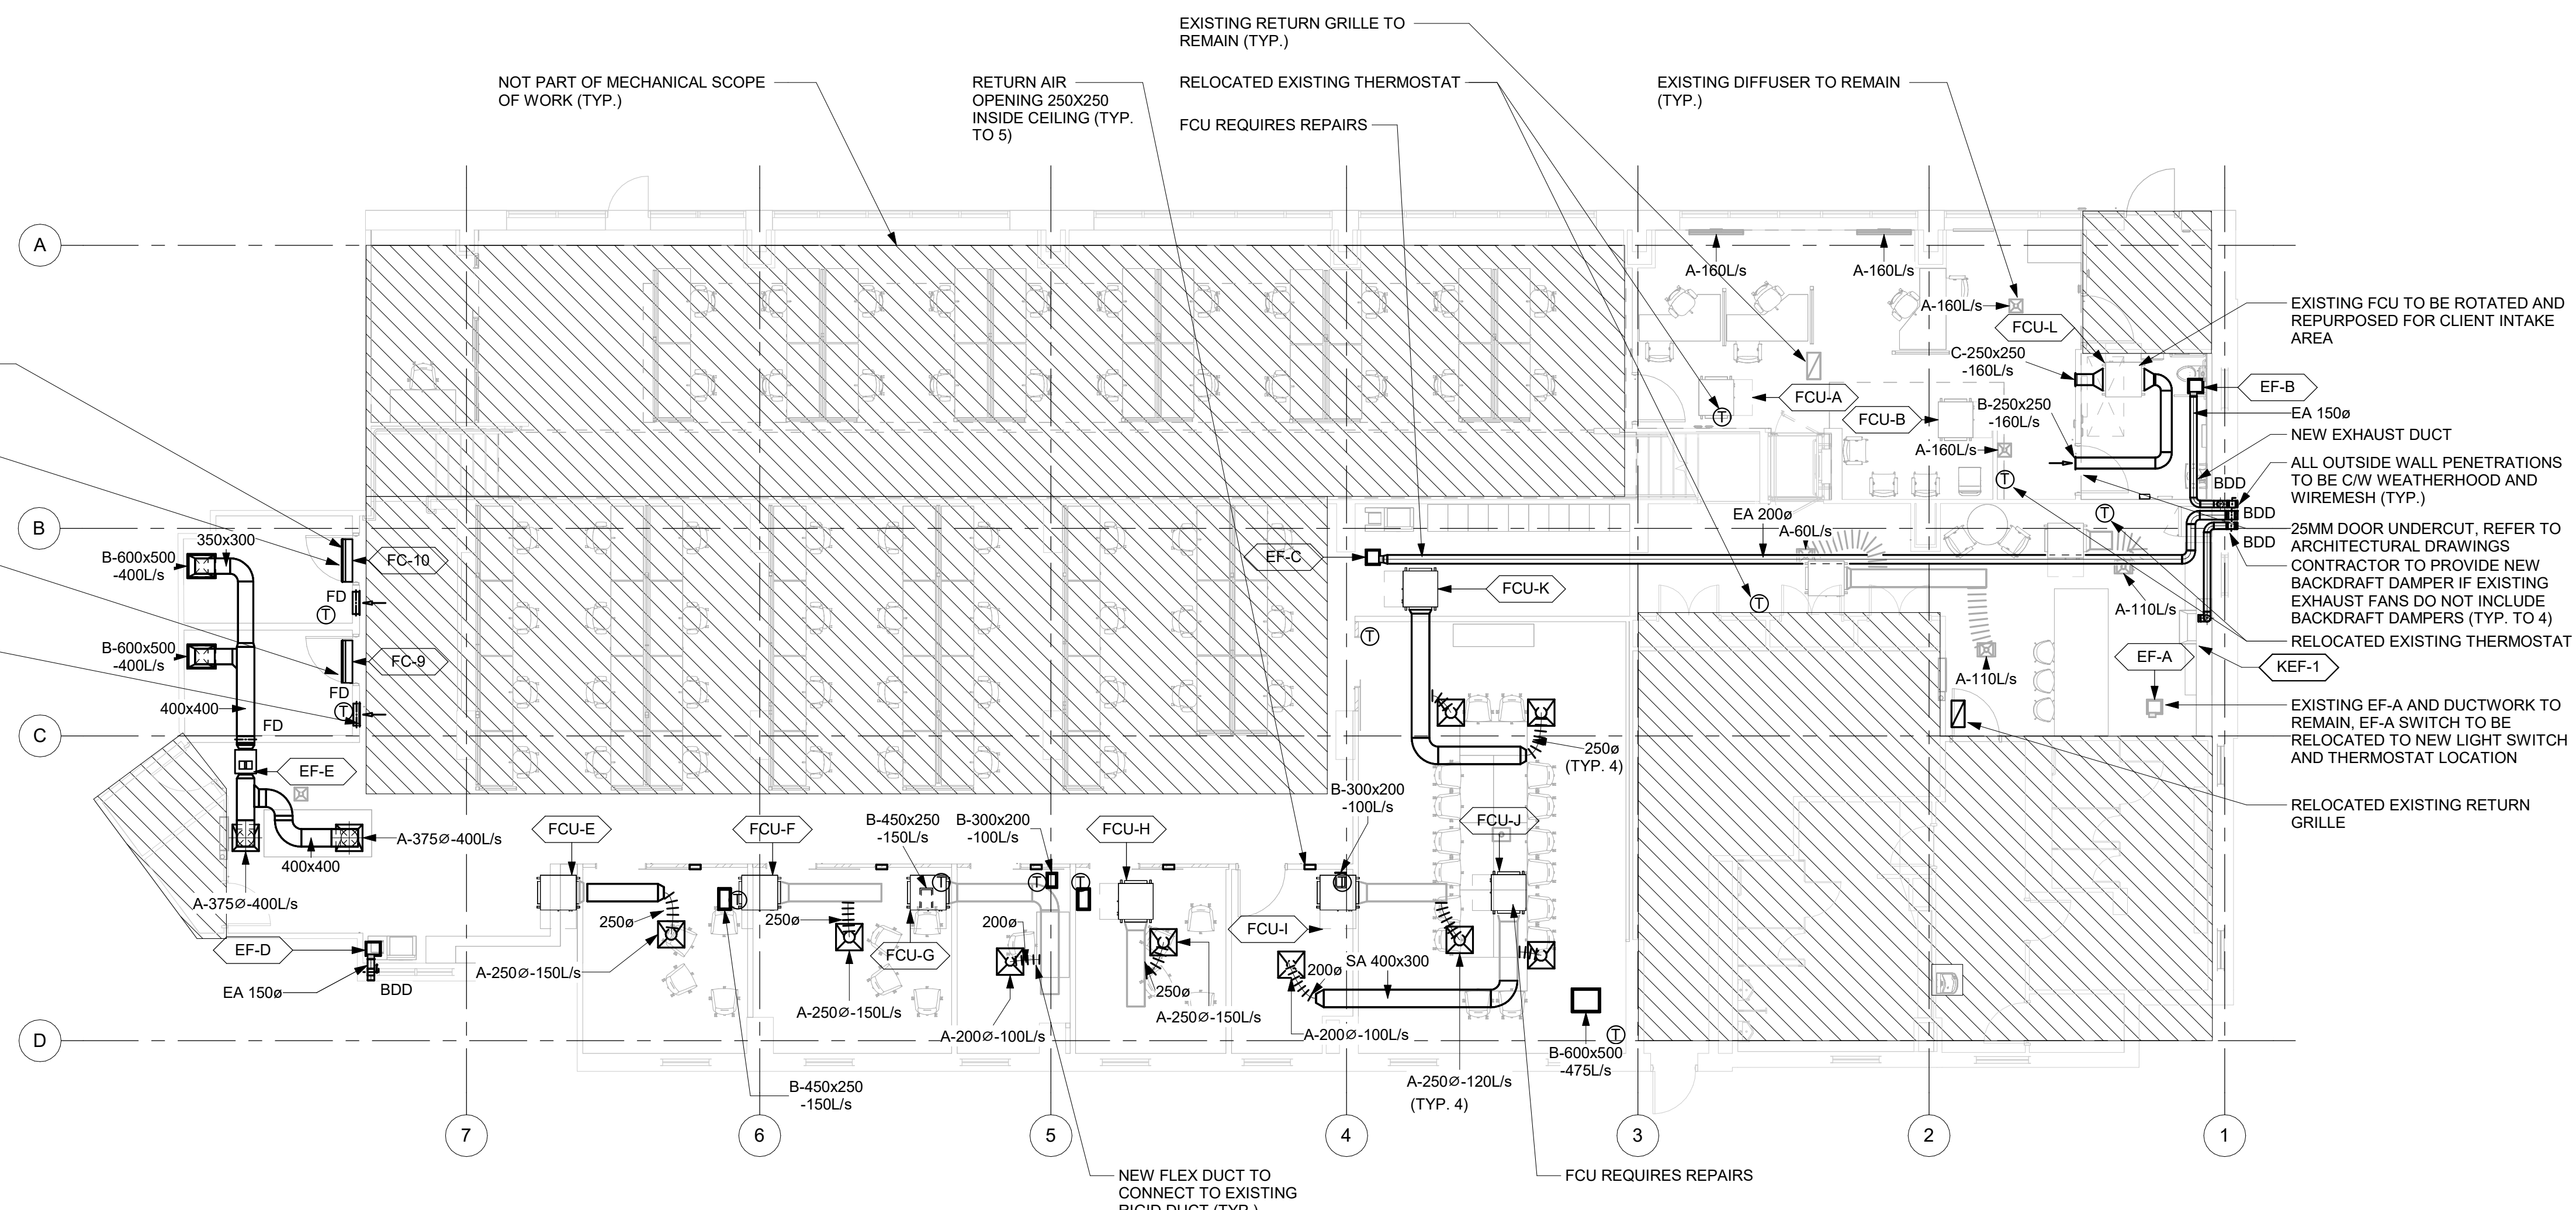 EXISTING RETURN GRILLE TO
REMAIN (TYP.)
NOT PART OF MECHANICAL SCOPE
OF WORK (TYP.)
RETURN AIR
OPENING 250X250
INSIDE CEILING (TYP.
TO 5)
RELOCATED EXISTING THERMOSTAT
FCU REQUIRES REPAIRS
EXISTING DIFFUSER TO REMAIN
(TYP.)
A
A-160L/s
A-160L/s
A-160L/s
FCU-L
EXISTING FCU TO BE ROTATED AND
REPURPOSED FOR CLIENT INTAKE
AREA
C-250x250
-160L/s
EF-B
FCU-A
FCU-B
T
B-250x250
-160L/s
EA 150ø
NEW EXHAUST DUCT
A-160L/s
ALL OUTSIDE WALL PENETRATIONS
TO BE C/W WEATHERHOOD AND
WIREMESH (TYP.)
T
BDD
T
BDD
BDD
EA 200ø
A-60L/s
25MM DOOR UNDERCUT, REFER TO
ARCHITECTURAL DRAWINGS
B
350x300
B-600x500
-400L/s
FC-10
FD
T
EF-C
FCU-K
T
CONTRACTOR TO PROVIDE NEW
BACKDRAFT DAMPER IF EXISTING
EXHAUST FANS DO NOT INCLUDE
BACKDRAFT DAMPERS (TYP. TO 4)
A-110L/s
RELOCATED EXISTING THERMOSTAT
T
B-600x500
-400L/s
FC-9
EF-A
KEF-1
A-110L/s
FD
T
400x400
FD
EXISTING EF-A AND DUCTWORK TO
REMAIN, EF-A SWITCH TO BE
RELOCATED TO NEW LIGHT SWITCH
AND THERMOSTAT LOCATION
C
250ø
(TYP. 4)
EF-E
RELOCATED EXISTING RETURN
GRILLE
B-300x200
-100L/s
FCU-E
FCU-F
B-450x250
-150L/s
B-300x200
-100L/s
FCU-H
FCU-J
A-375Ø-400L/s
400x400
A-375Ø-400L/s
T
T
T
T
T
250ø
250ø
200ø
FCU-I
EF-D
FCU-G
A-250Ø-150L/s
SA 400x300
200ø
EA 150ø
BDD
250ø
A-250Ø-150L/s
A-250Ø-150L/s
A-200Ø-100L/s
A-200Ø-100L/s
T
D
B-600x500
-475L/s
B-450x250
-150L/s
A-250Ø-120L/s
(TYP. 4)
7
6
5
4
3
2
1
NEW FLEX DUCT TO
CONNECT TO EXISTING
RIGID DUCT (TYP.)
FCU REQUIRES REPAIRS